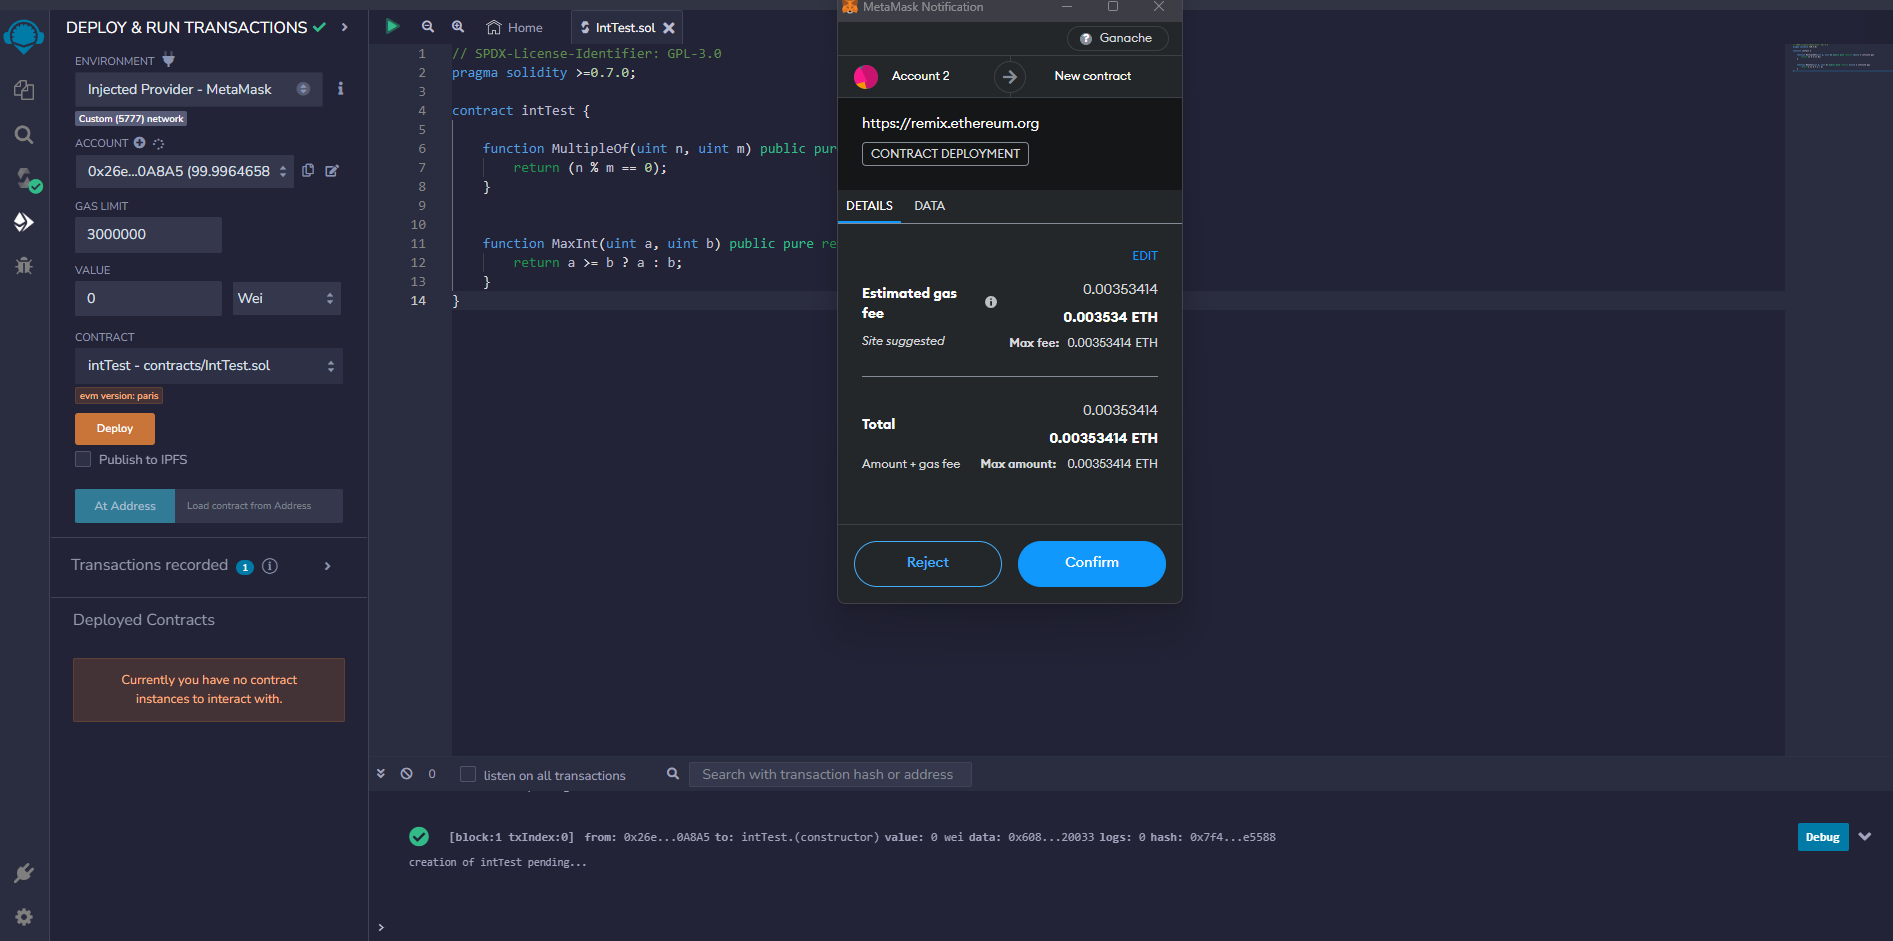 DEPLOY & RUN TRANSACTIONS
ENVIRONMENT
Injected Provider - MetaMask
Custom (5777) network
ACCOUNT
0x26e...0A8A5 (99.9964658
GAS LIMIT
3000000
VALUE
0
Wei
CONTRACT
intTest - contracts/IntTest.sol
evm version: paris
Deploy
Publish to IPFS
At Address
Load contract from Address
Transactions recorded 1
Deployed Contracts
Currently you have no contract
instances to interact with.
Home
IntTest.sol
1 // SPDX-License-Identifier: GPL-3.0
2 pragma solidity >=0.7.0;
3
4 contract intTest {
5
6 function MultipleOf(uint n, uint m) public pur
7 return (n % m == 0);
8 }
9
10
11 function MaxInt(uint a, uint b) public pure re
12 return a >= b ? a : b;
13 }
14 }
MetaMask Notification
Ganache
Account 2
New contract
https://remix.ethereum.org
CONTRACT DEPLOYMENT
DETAILS
DATA
EDIT
Estimated gas
fee
0.00353414
0.003534 ETH
Site suggested
Max fee: 0.00353414 ETH
Total
0.00353414
0.00353414 ETH
Amount + gas fee
Max amount: 0.00353414 ETH
Reject
Confirm
0
listen on all transactions
Search with transaction hash or address
[block:1 txIndex:0] from: 0x26e...0A8A5 to: intTest.(constructor) value: 0 wei data: 0x608...20033 logs: 0 hash: 0x7f4...e5588
Debug
creation of intTest pending...
>